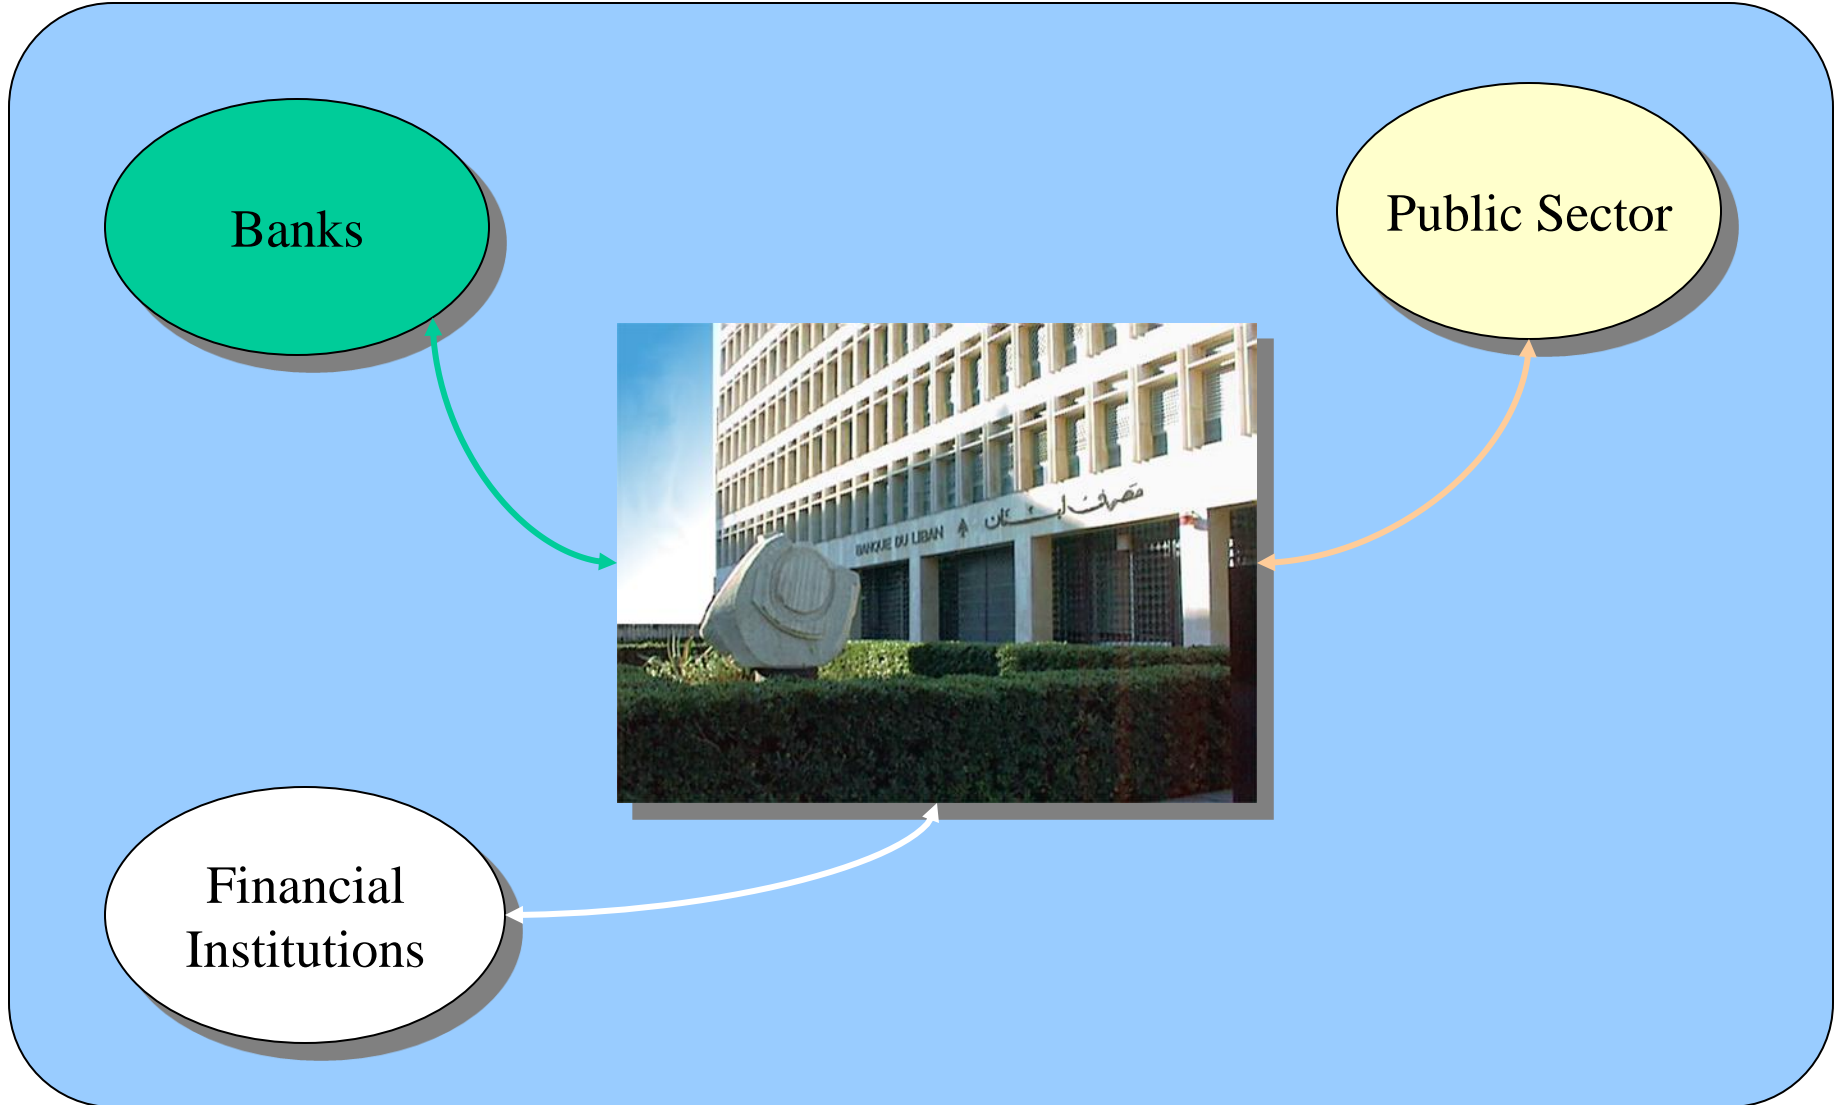 Banks
Public Sector
BANQUE DU LIBAN
مصرف لبنان
Financial
Institutions